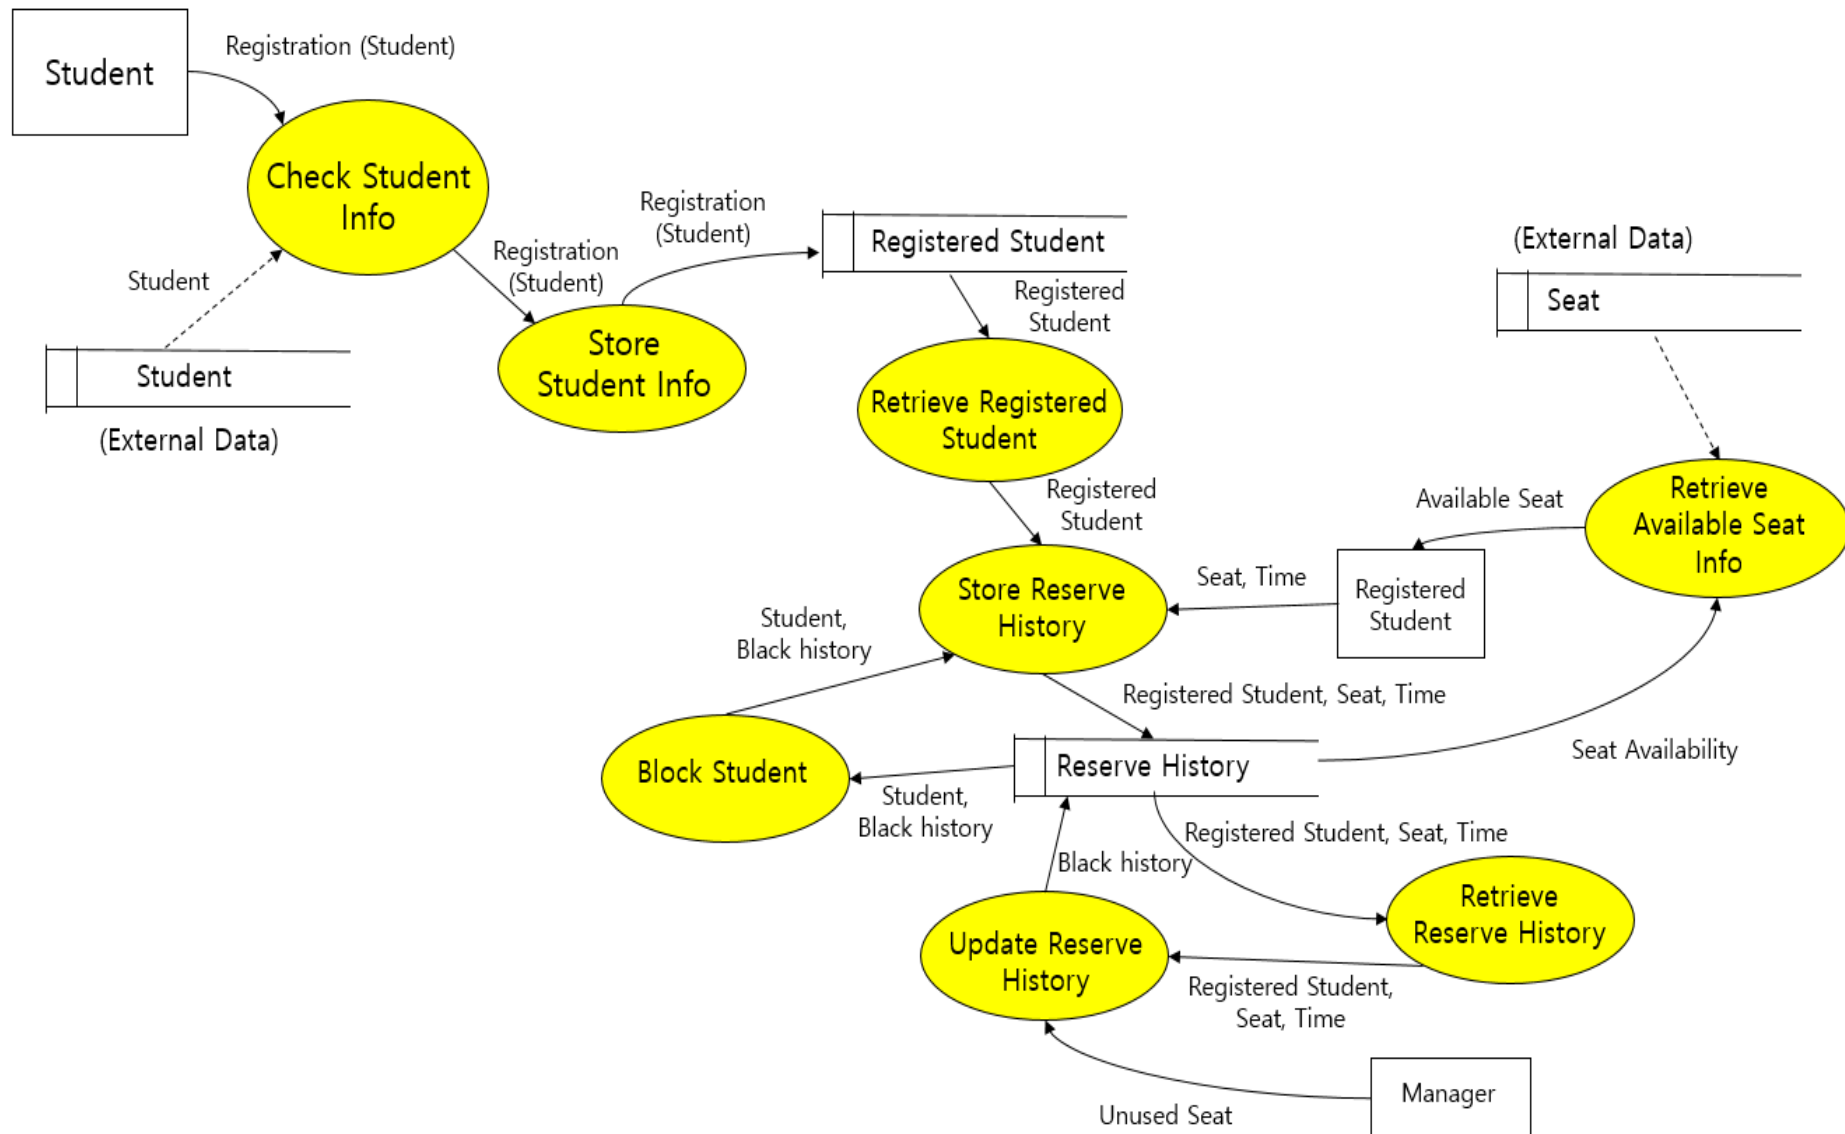 Student
Registration (Student)
Check Student
Info
Student
Student
(External Data)
Registration
(Student)
Store
Student Info
Registration
(Student)
Registered Student
Registered
Student
Retrieve Registered
Student
Registered
Student
(External Data)
Seat
Retrieve
Available Seat
Info
Available Seat
Registered
Student
Seat, Time
Store Reserve
History
Student,
Black history
Registered Student, Seat, Time
Seat Availability
Block Student
Reserve History
Student,
Black history
Registered Student, Seat, Time
Black history
Retrieve
Reserve History
Update Reserve
History
Registered Student,
Seat, Time
Manager
Unused Seat